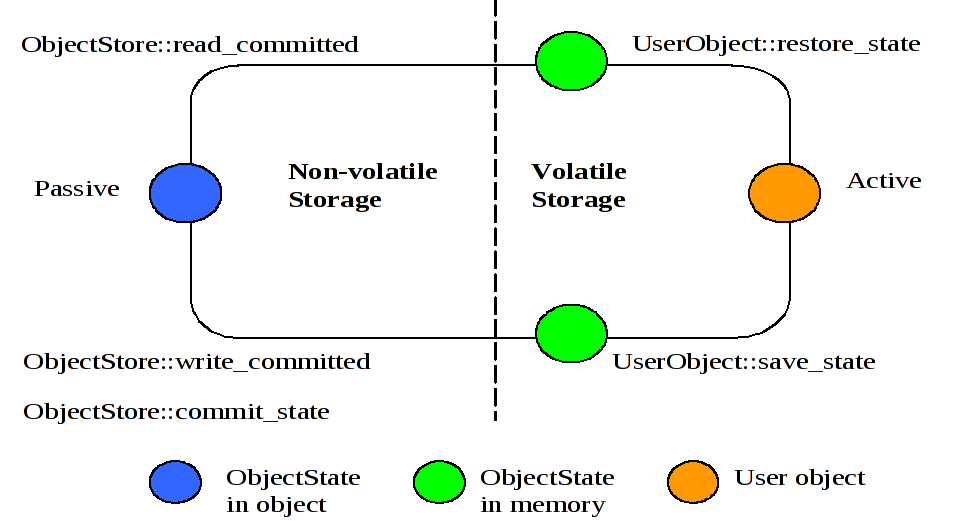 ObjectStore::read_committed
UserObject::restore_state
Non-volatile
Storage
Volatile
Storage
Passive
Active
ObjectStore::write_committed
UserObject::save_state
ObjectStore::commit_state
ObjectState
in object
ObjectState
in memory
User object